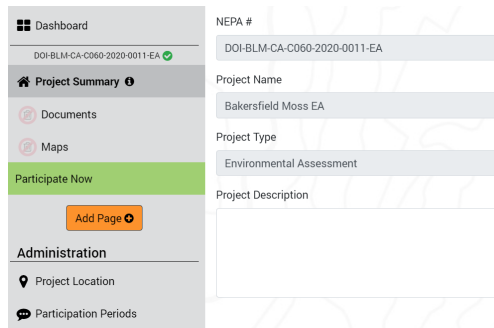 Dashboard
DOI-BLM-CA-C060-2020-0011-EA
Project Summary
Documents
Maps
Participate Now
Add Page
Administration
Project Location
Participation Periods
NEPA #
DOI-BLM-CA-C060-2020-0011-EA
Project Name
Bakersfield Moss EA
Project Type
Environmental Assessment
Project Description